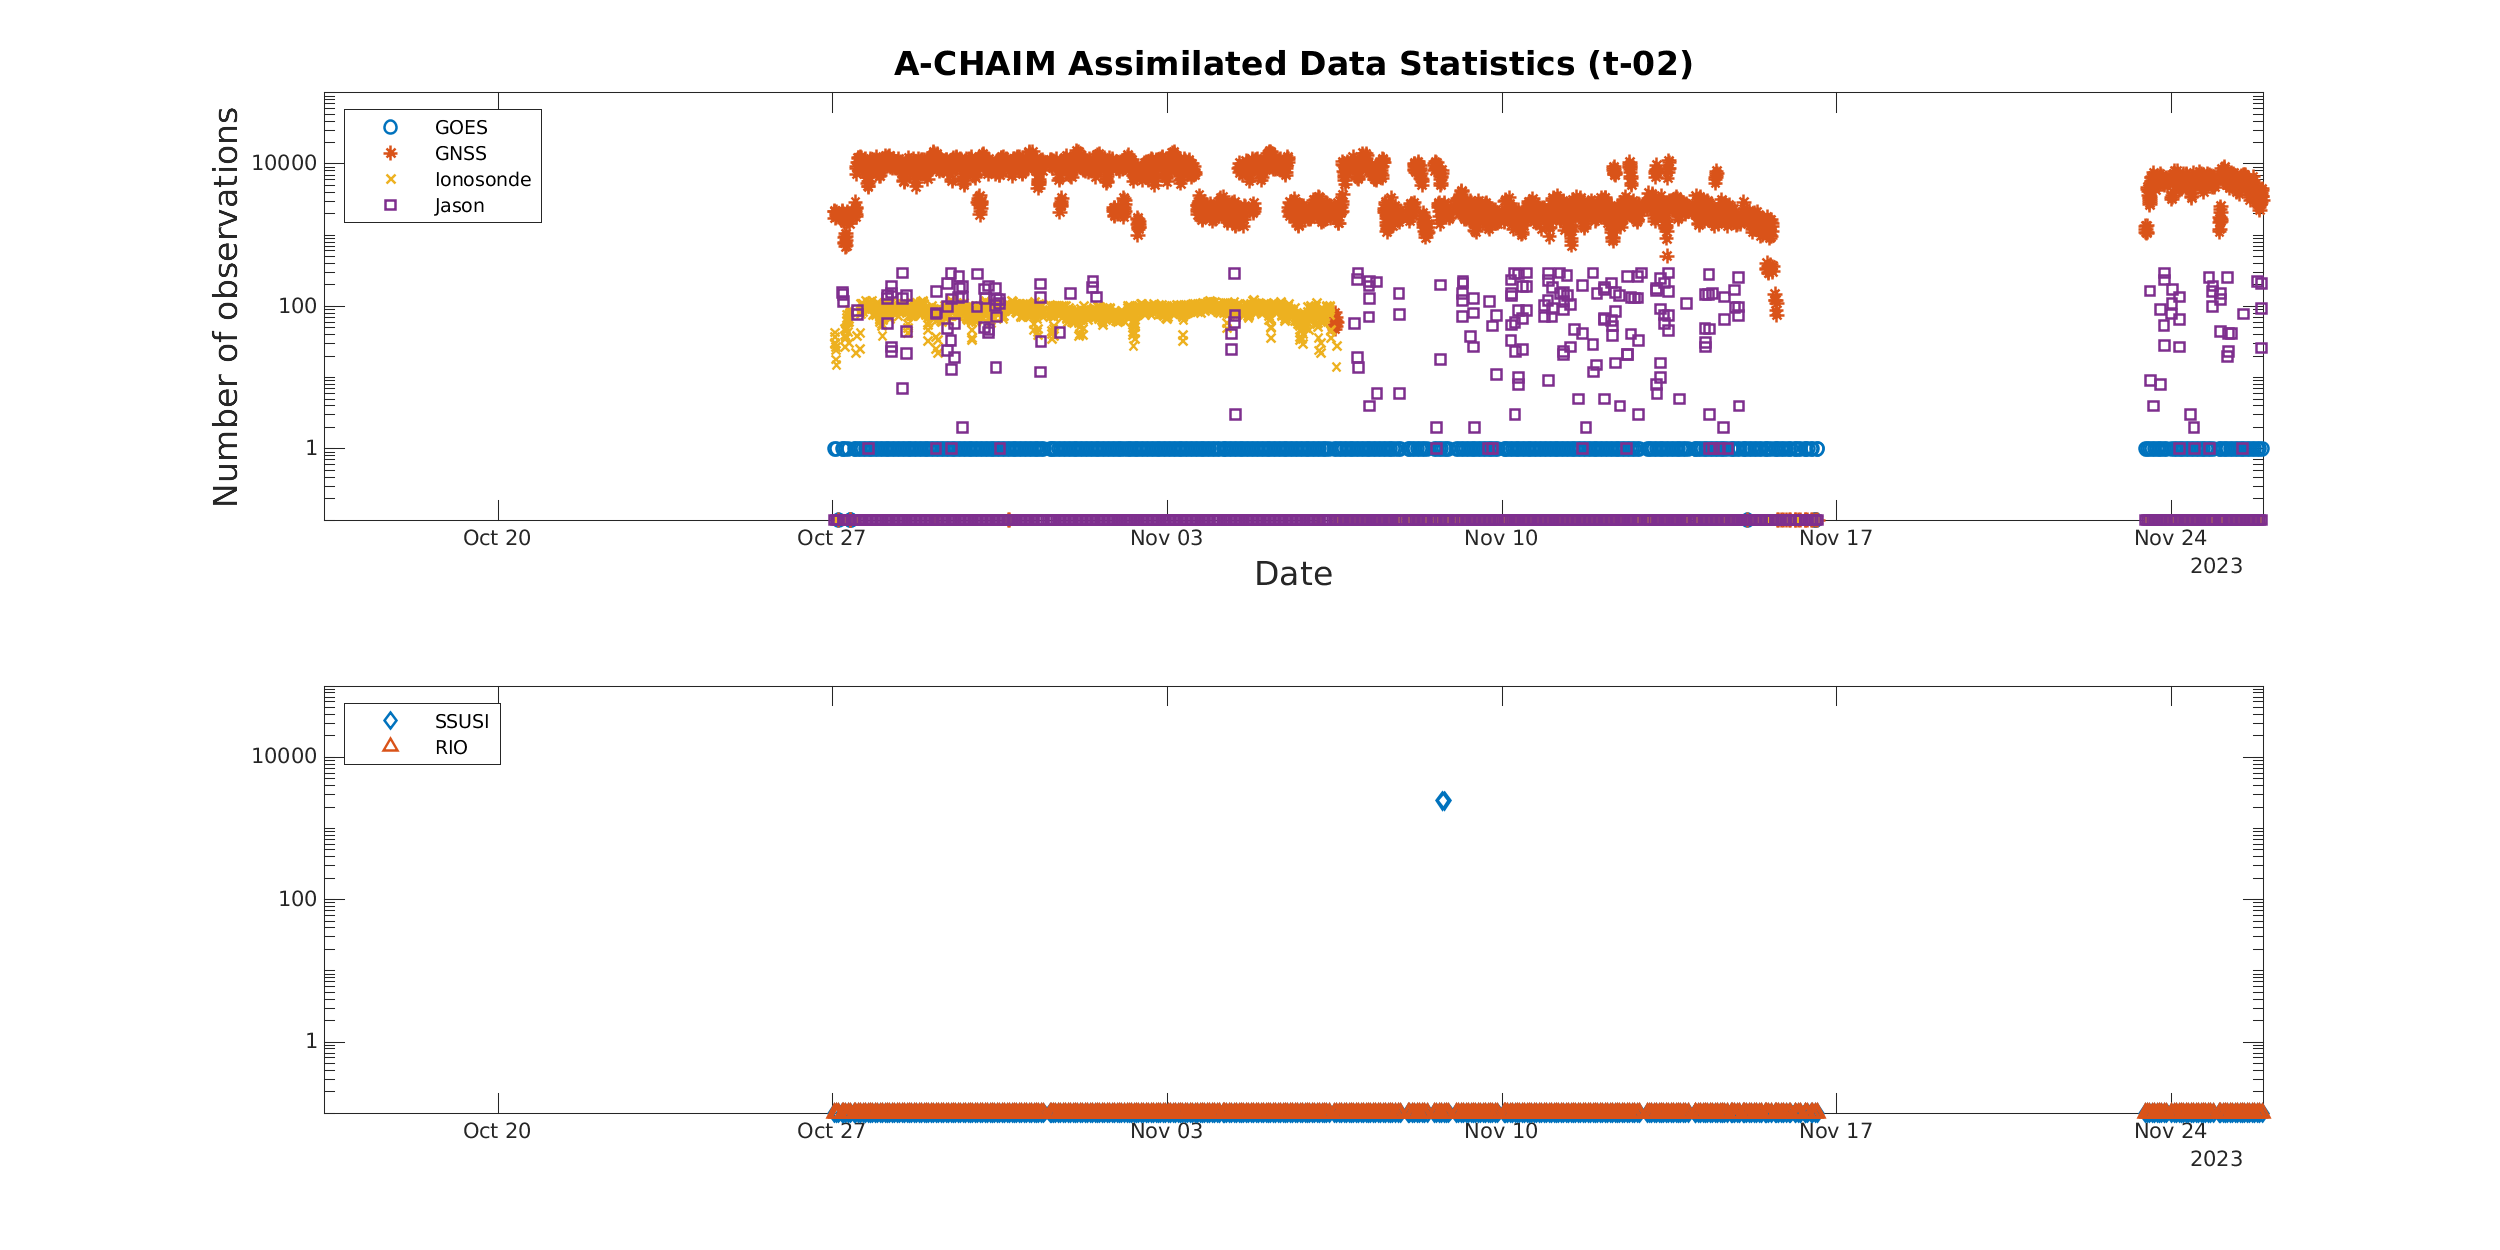 A-CHAIM Assimilated Data Statistics (t-02)
Number of observations
10000
100
1
GOES
GNSS
Ionosonde
Jason
Oct 20
Oct 27
Nov 03
Nov 10
Nov 17
Nov 24
2023
Date
10000
100
1
SSUSI
RIO
Oct 20
Oct 27
Nov 03
Nov 10
Nov 17
Nov 24
2023